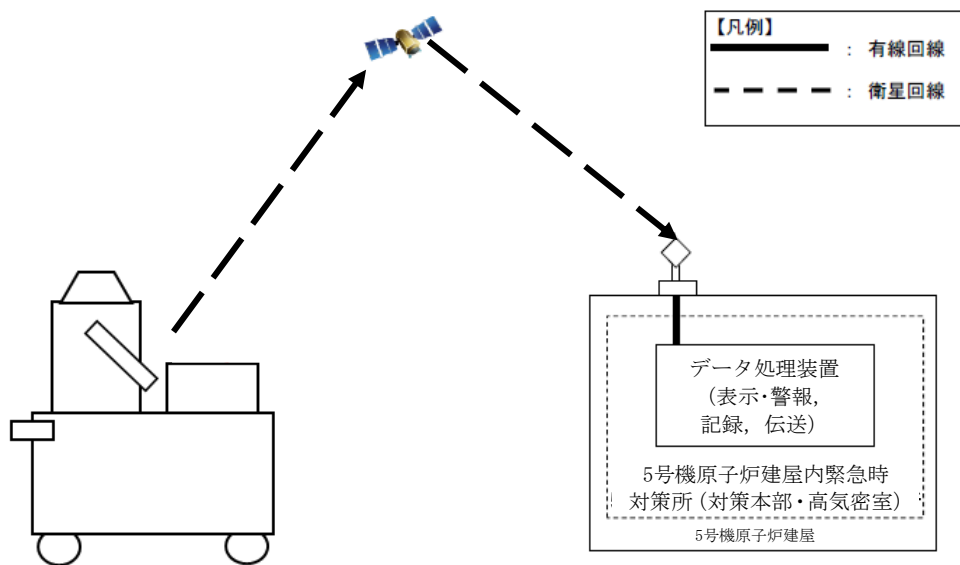 【凡例】
： 有線回線
： 衛星回線
データ処理装置
（表示・警報，
記録，伝送）
5号機原子炉建屋内緊急時
対策所（対策本部・高気密室）
5号機原子炉建屋